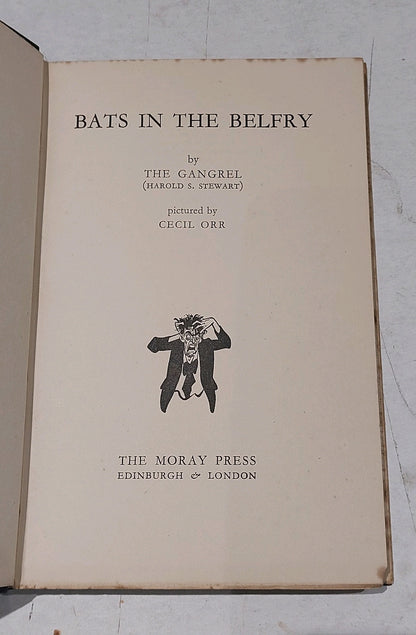 BATS IN THE BELFRY
by
THE GANGREL
(HAROLD S. STEWART)
pictured by
CECIL ORR
THE MORAY PRESS
EDINBURGH & LONDON